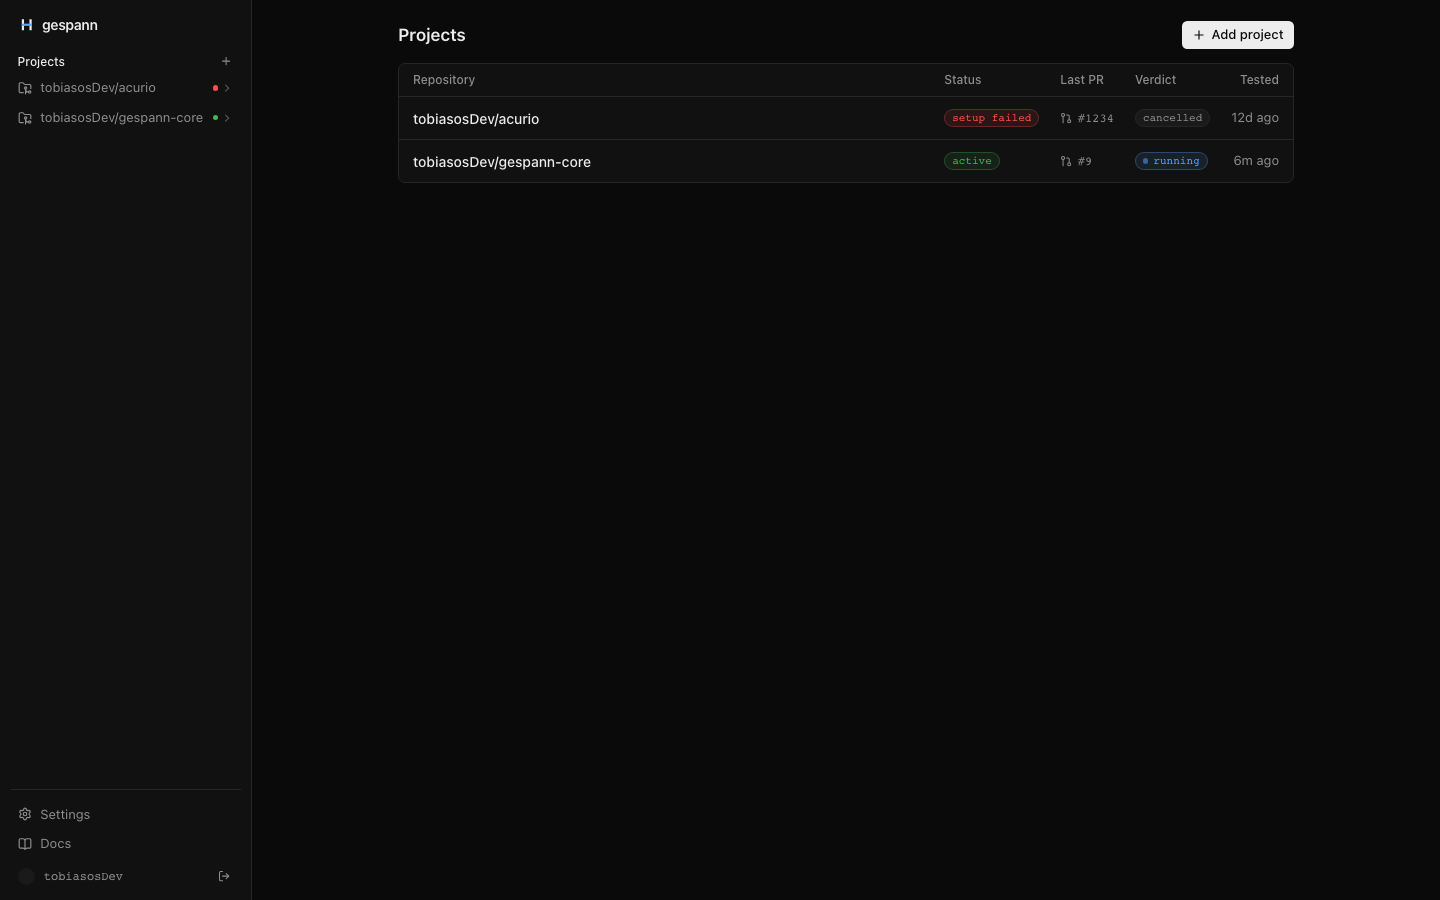 gespann
Projects
tobiasosDev/acurio
tobiasosDev/gespann-core
Settings
Docs
tobiasosDev
Projects
Add project
Repository Status Last PR Verdict Tested
tobiasosDev/acurio setup failed #1234 cancelled 12d ago
tobiasosDev/gespann-core active #9 running 6m ago